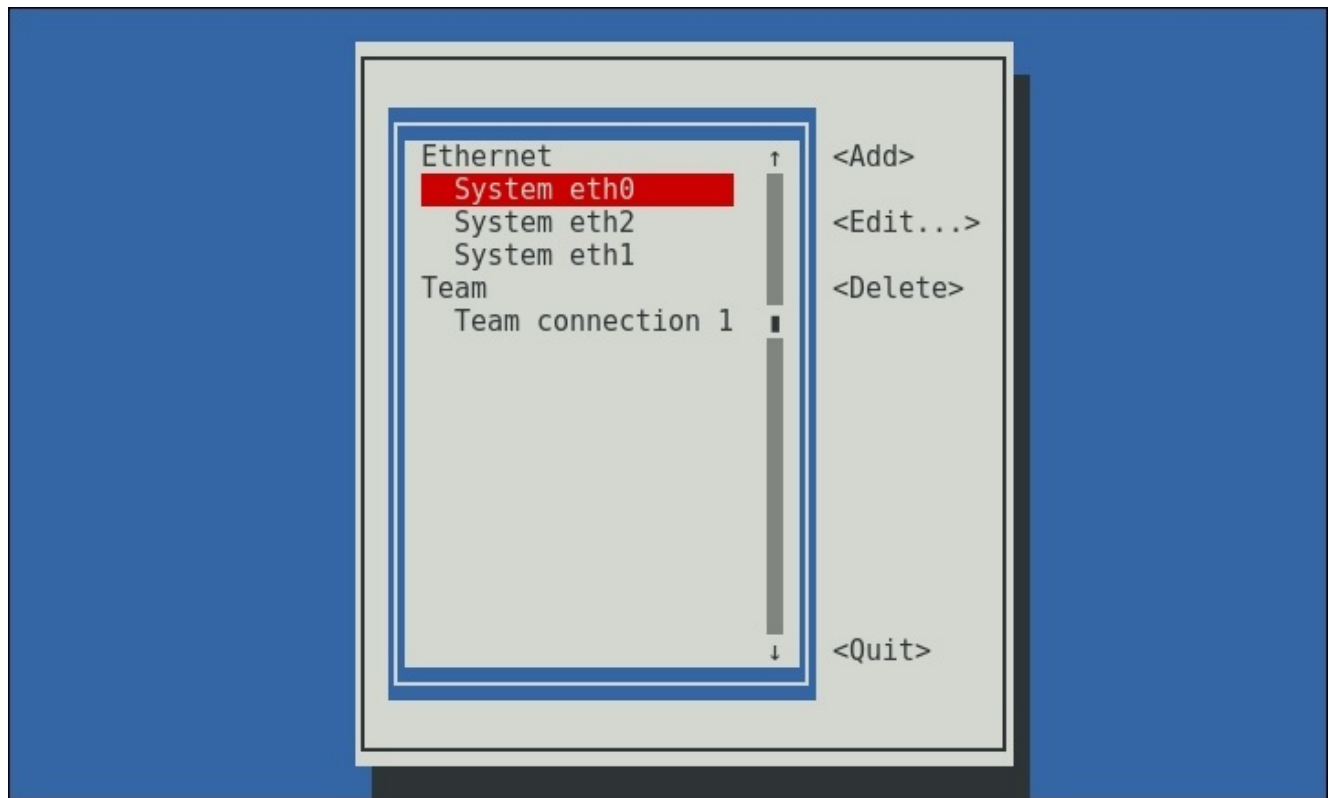 Ethernet ↑ <Add>
System eth0
System eth2 <Edit...>
System eth1
Team <Delete>
Team connection 1
↓ <Quit>